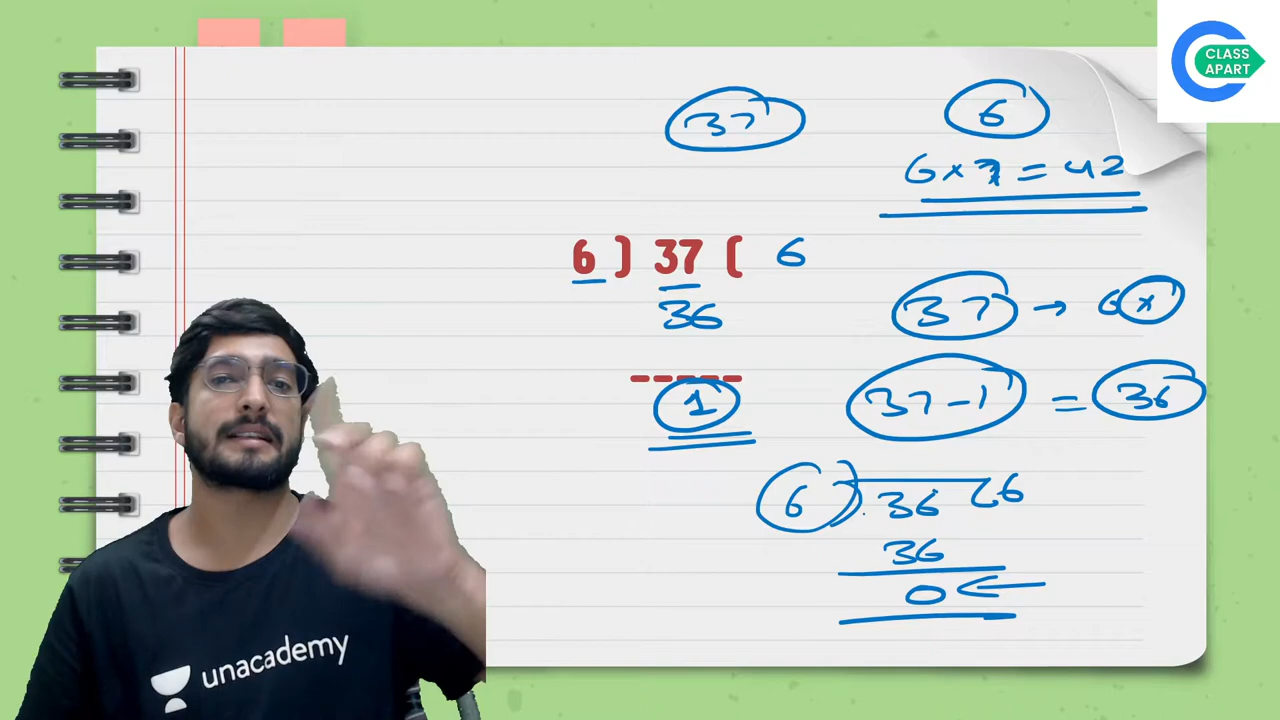 CLASS
APART
37
6
6 × 7 = 42
6 ) 37 ( 6
36
1
37 → 6 ×
37 - 1 = 36
6 ) 36 ( 6
36
0
unacademy